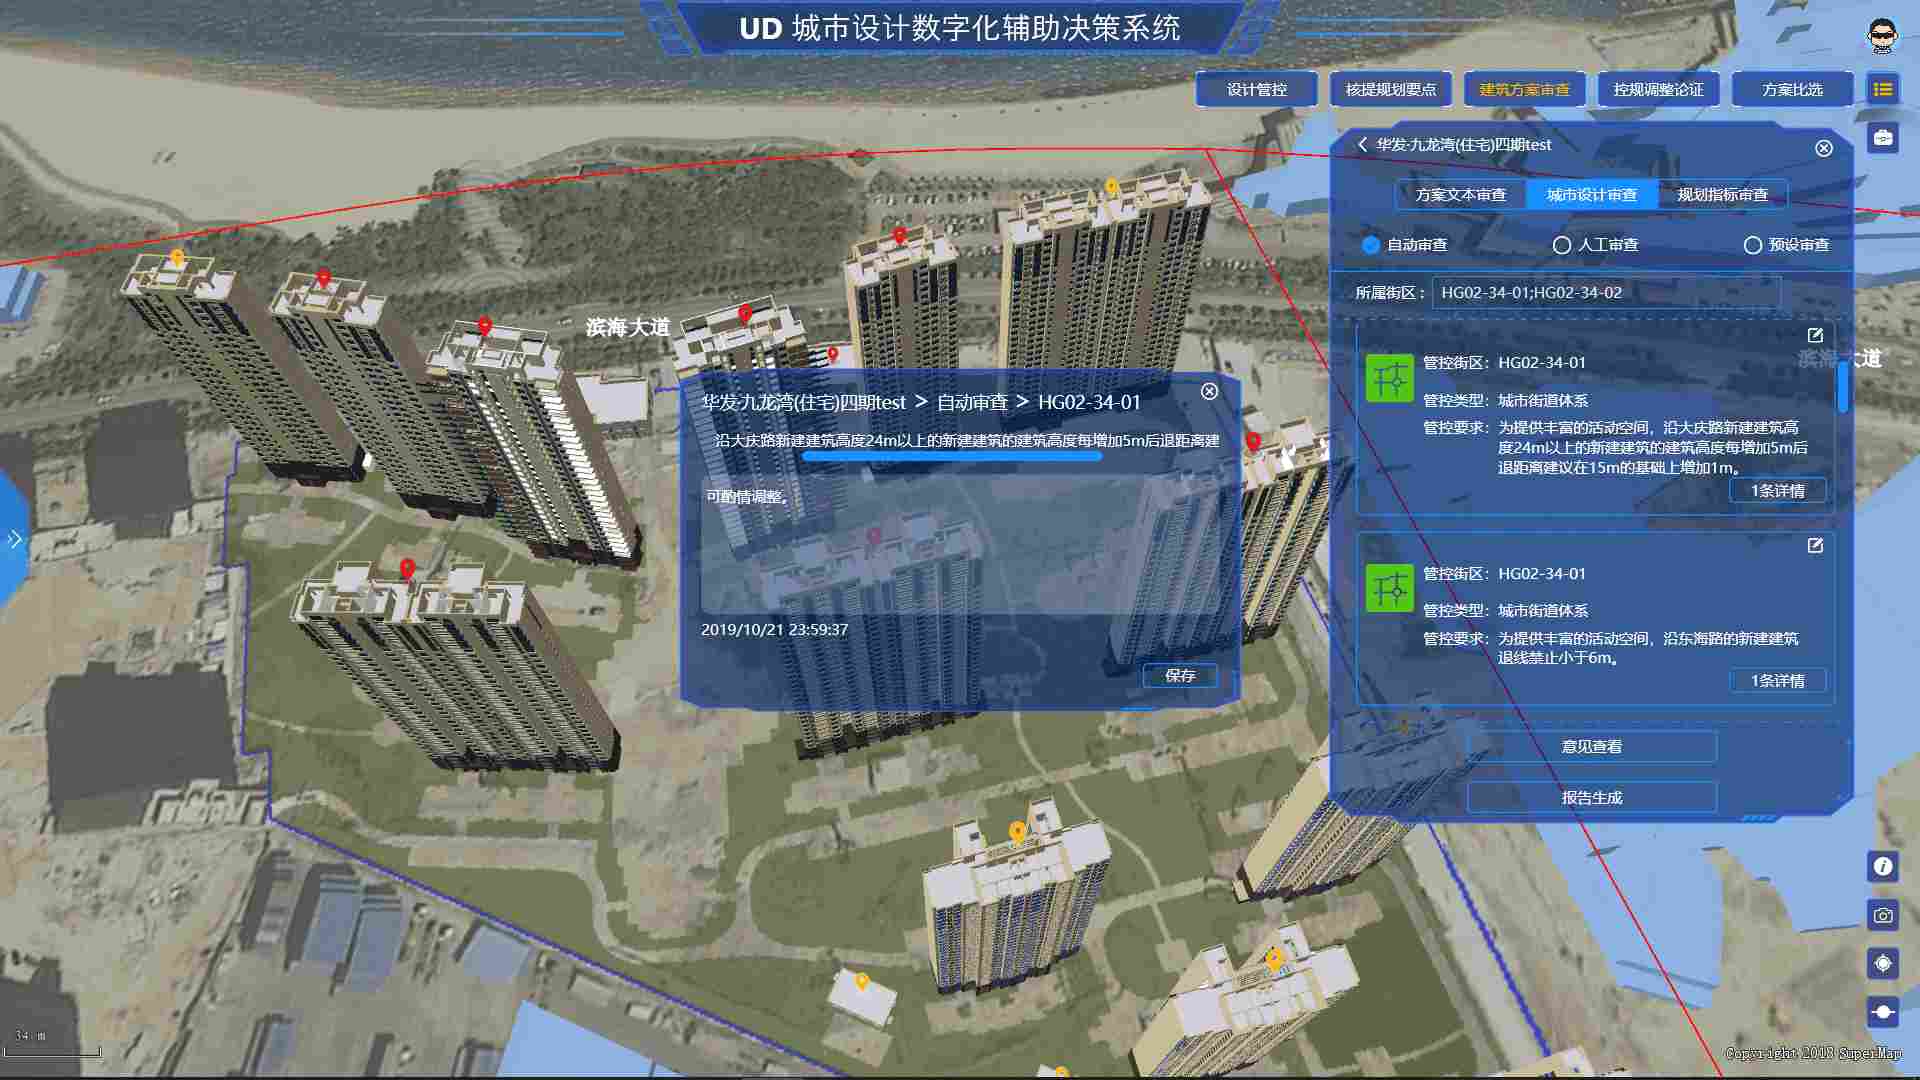 UD 城市设计数字化辅助决策系统
设计管控
核提规划要点
建筑方案审查
控规调整论证
方案比选
华发·九龙湾(住宅)四期test
方案文本审查
城市设计审查
规划指标审查
自动审查
人工审查
预设审查
所属街区：
HG02-34-01;HG02-34-02
滨海大道
滨海大道
管控街区：HG02-34-01
管控类型：城市街道体系
管控要求：为提供丰富的活动空间，沿大庆路新建建筑高
度24m以上的新建建筑的建筑高度每增加5m后
退距离建议在15m的基础上增加1m。
1条详情
管控街区：HG02-34-01
管控类型：城市街道体系
管控要求：为提供丰富的活动空间，沿东海路的新建建筑
退线禁止小于6m。
1条详情
意见查看
报告生成
华发·九龙湾(住宅)四期test > 自动审查 > HG02-34-01
沿大庆路新建建筑高度24m以上的新建建筑的建筑高度每增加5m后退距离建
可酌情调整。
2019/10/21 23:59:37
保存
34 m
Copyright 2018 SuperMap